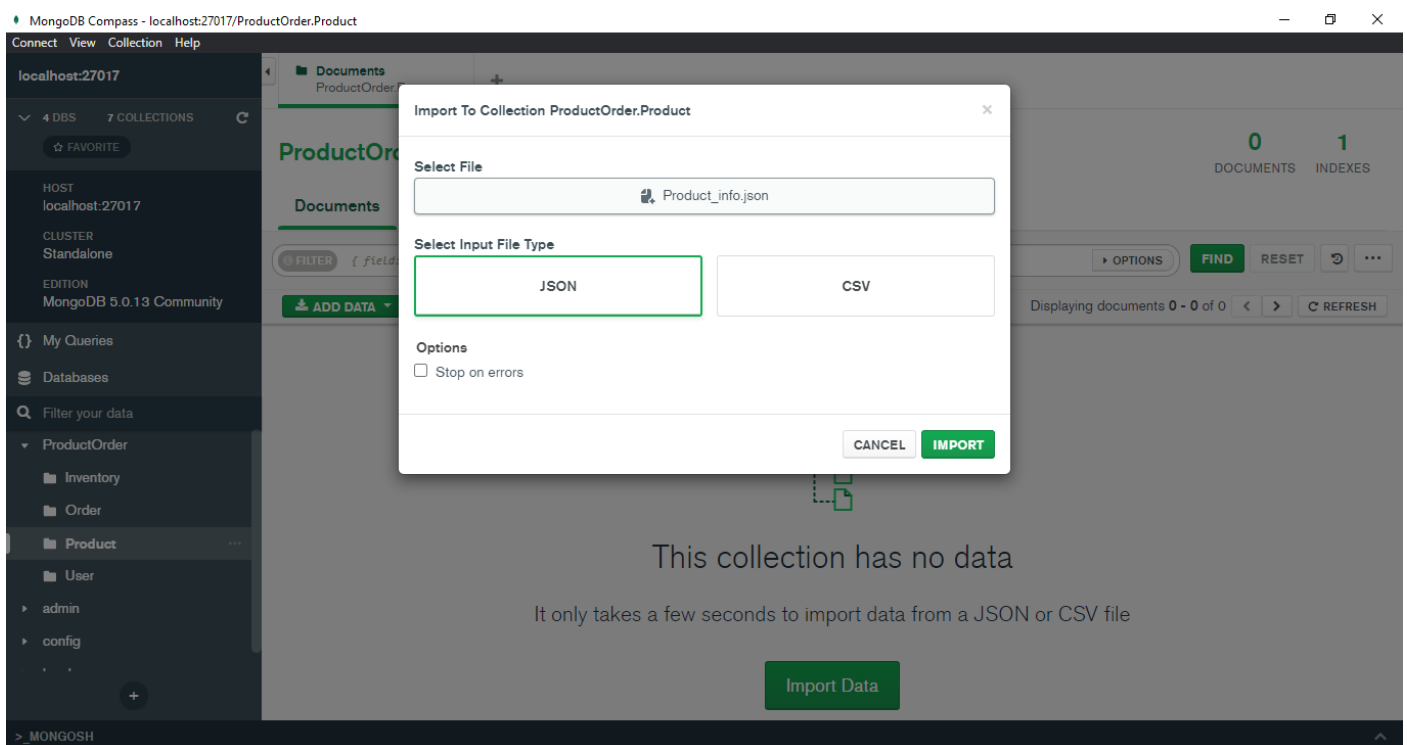 MongoDB Compass - localhost:27017/ProductOrder.Product
Connect View Collection Help
localhost:27017
4 DBS 7 COLLECTIONS
FAVORITE
HOST
localhost:27017
CLUSTER
Standalone
EDITION
MongoDB 5.0.13 Community
My Queries
Databases
Filter your data
ProductOrder
Inventory
Order
Product
User
admin
config
>_MONGOSH
Documents
ProductOrder.
ProductOr
0 1
DOCUMENTS INDEXES
Documents
FILTER { field:
OPTIONS FIND RESET
ADD DATA
Displaying documents 0 - 0 of 0 REFRESH
Import To Collection ProductOrder.Product
Select File
Product_info.json
Select Input File Type
JSON CSV
Options
Stop on errors
CANCEL IMPORT
This collection has no data
It only takes a few seconds to import data from a JSON or CSV file
Import Data